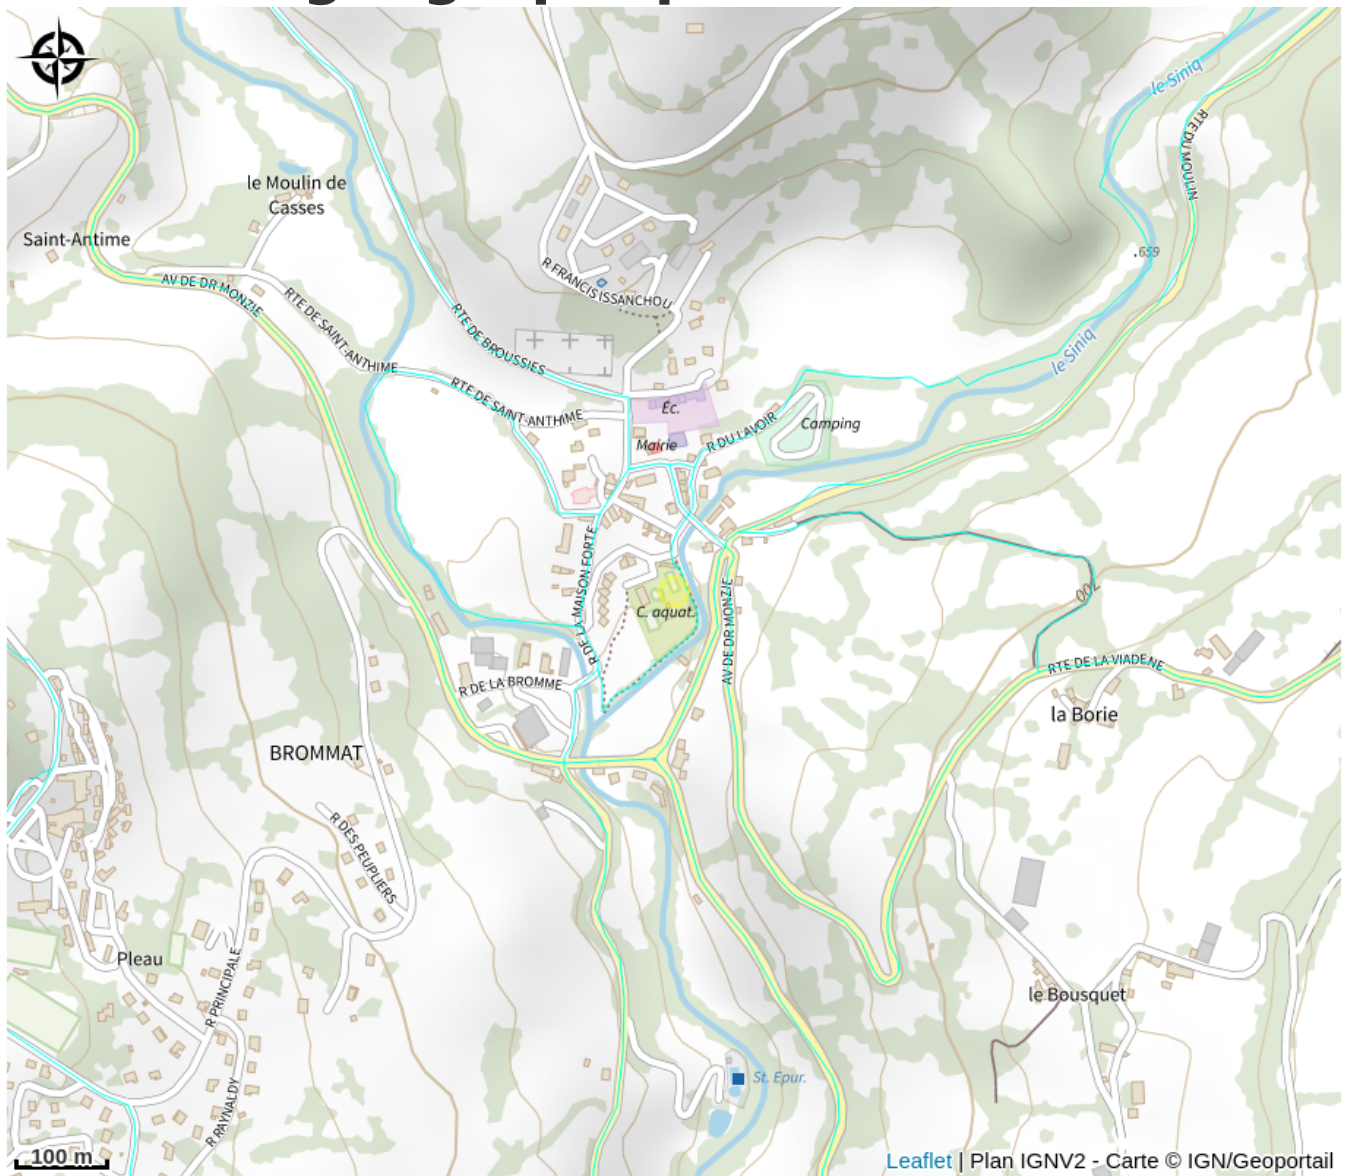 le Siniq
RTE DU MOULIN
le Moulin de
Casses
Saint-Antime
.659
AV DE DR MONZIE
RTE DE SAINT-ANTHIME
R FRANCIS ISSANCHOU
RTE DE BROUSSIES
le Siniq
RTE DE SAINT-ANTHIME
Éc.
Mairie
R DU LAVOIR
Camping
R DE LA MAISON FORTE
C. aquat.
AV DE DR MONZIE
700
RTE DE LA VIADENE
R DE LA BROMME
la Borie
BROMMAT
R DES PEUPLIERS
Pleau
R PRINCIPALE
le Bousquet
St. Epur.
R RAYNALDY
100 m
Leaflet | Plan IGNV2 - Carte © IGN/Geoportail